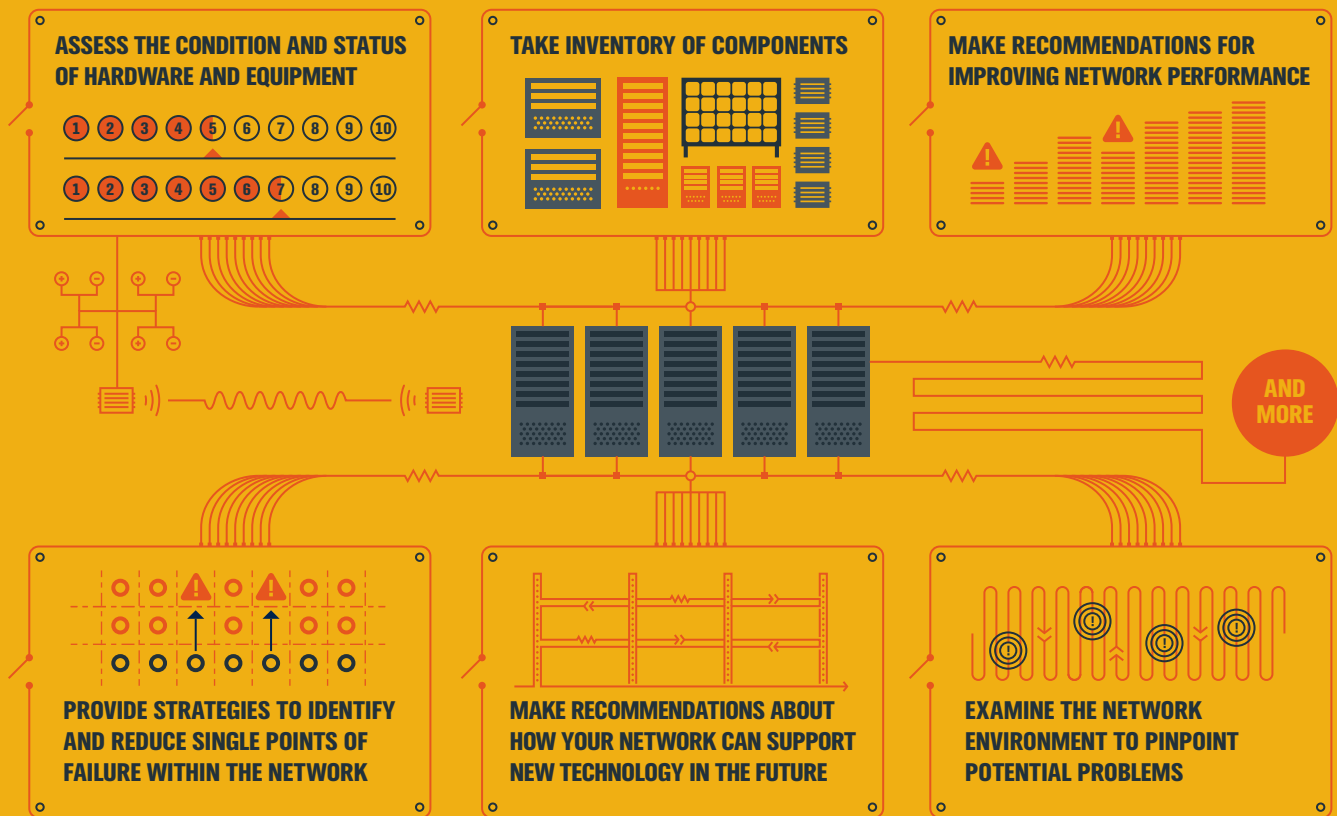 ASSESS THE CONDITION AND STATUS
OF HARDWARE AND EQUIPMENT
1 2 3 4 5 6 7 8 9 10
1 2 3 4 5 6 7 8 9 10
TAKE INVENTORY OF COMPONENTS
MAKE RECOMMENDATIONS FOR
IMPROVING NETWORK PERFORMANCE
! !
+ - + -
+ - + -
AND
MORE
! !
PROVIDE STRATEGIES TO IDENTIFY
AND REDUCE SINGLE POINTS OF
FAILURE WITHIN THE NETWORK
MAKE RECOMMENDATIONS ABOUT
HOW YOUR NETWORK CAN SUPPORT
NEW TECHNOLOGY IN THE FUTURE
! ! ! !
EXAMINE THE NETWORK
ENVIRONMENT TO PINPOINT
POTENTIAL PROBLEMS